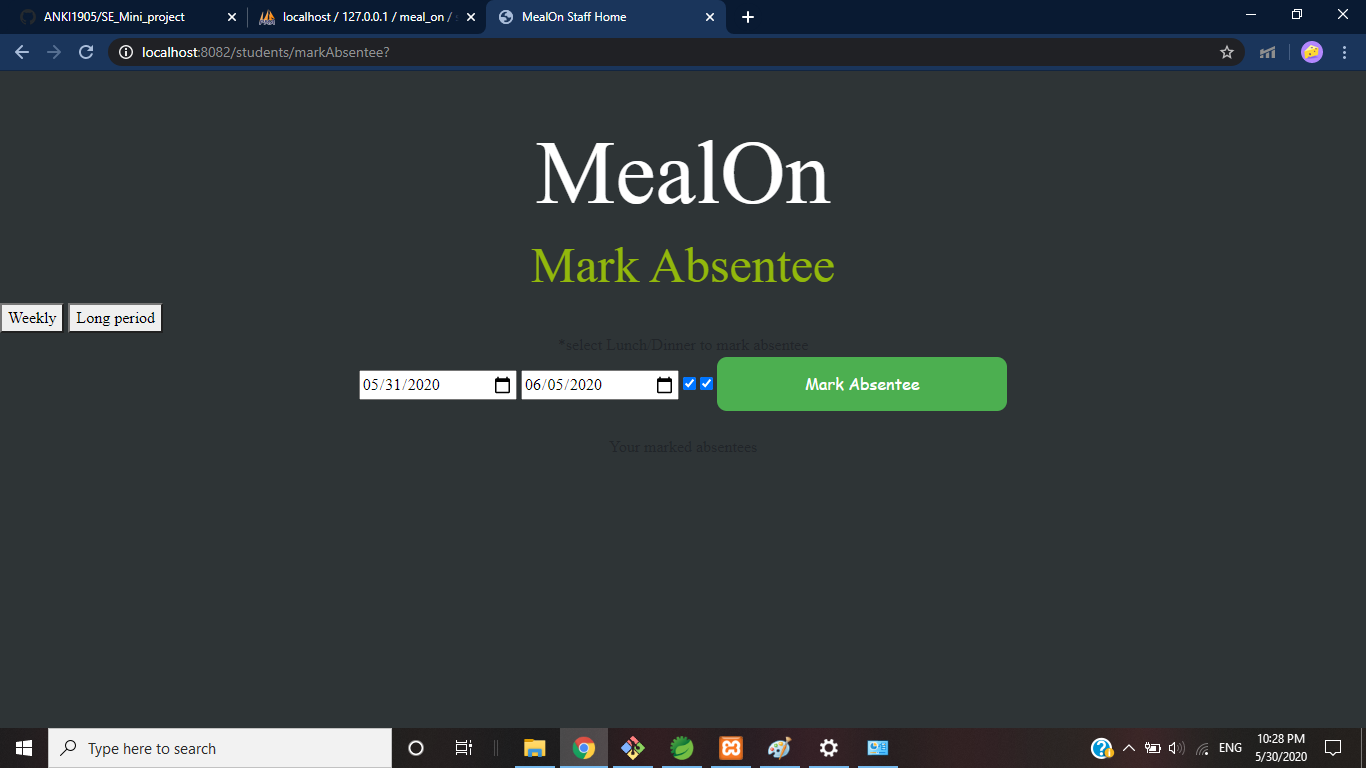 ANKI1905/SE_Mini_project
localhost / 127.0.0.1 / meal_on /
MealOn Staff Home
localhost:8082/students/markAbsentee?
MealOn
Mark Absentee
Weekly Long period
*select Lunch Dinner to mark absentee
05/31/2020 06/05/2020 Mark Absentee
Your marked absentees
Type here to search
ENG
10:28 PM
5/30/2020